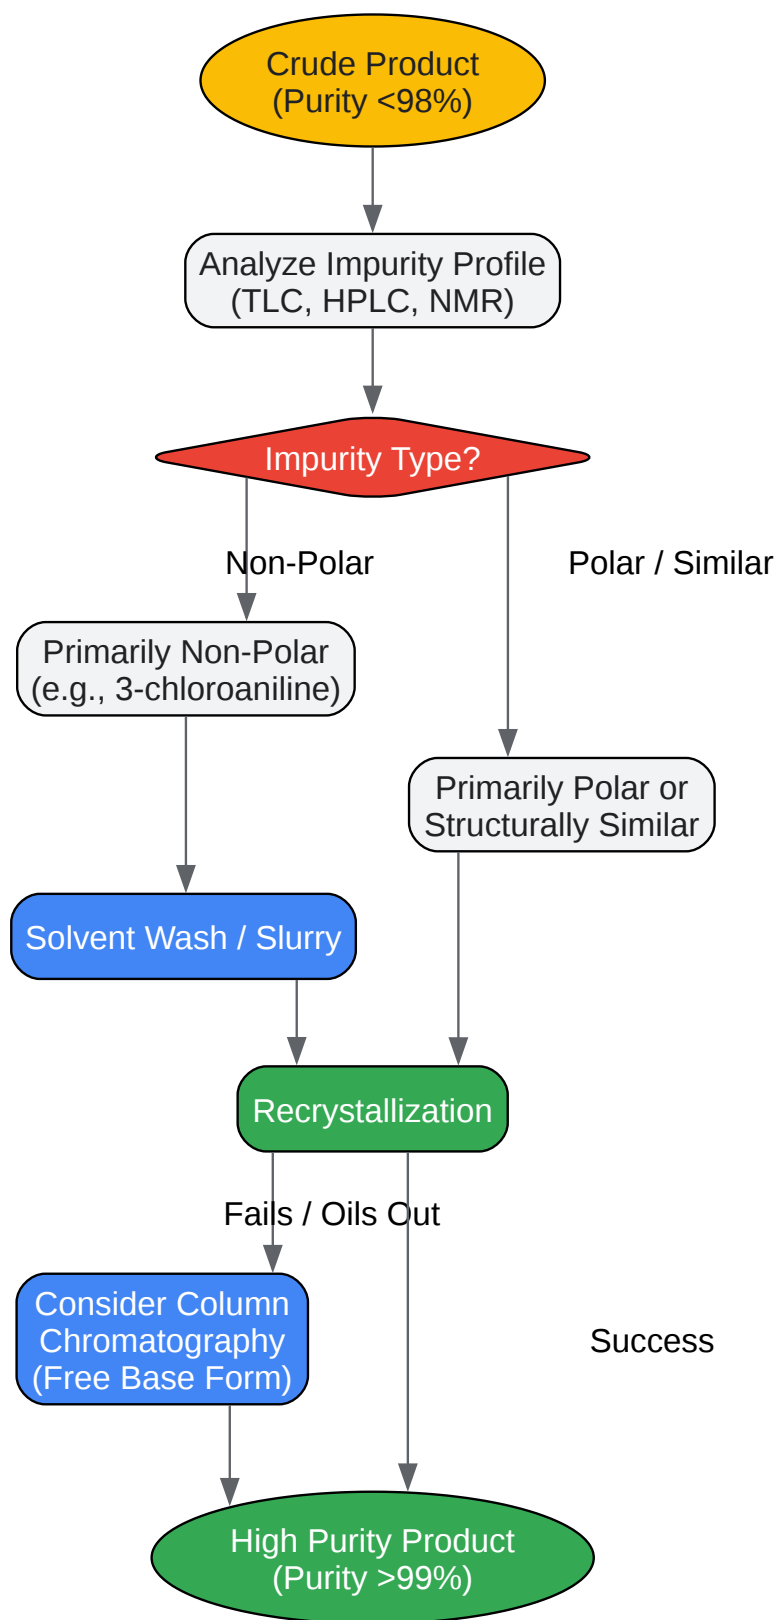 Crude Product
(Purity <98%)
Analyze Impurity Profile
(TLC, HPLC, NMR)
Impurity Type?
Non-Polar
Polar / Similar
Primarily Non-Polar
(e.g., 3-chloroaniline)
Primarily Polar or
Structurally Similar
Solvent Wash / Slurry
Recrystallization
Fails / Oils Out
Consider Column
Chromatography
(Free Base Form)
Success
High Purity Product
(Purity >99%)